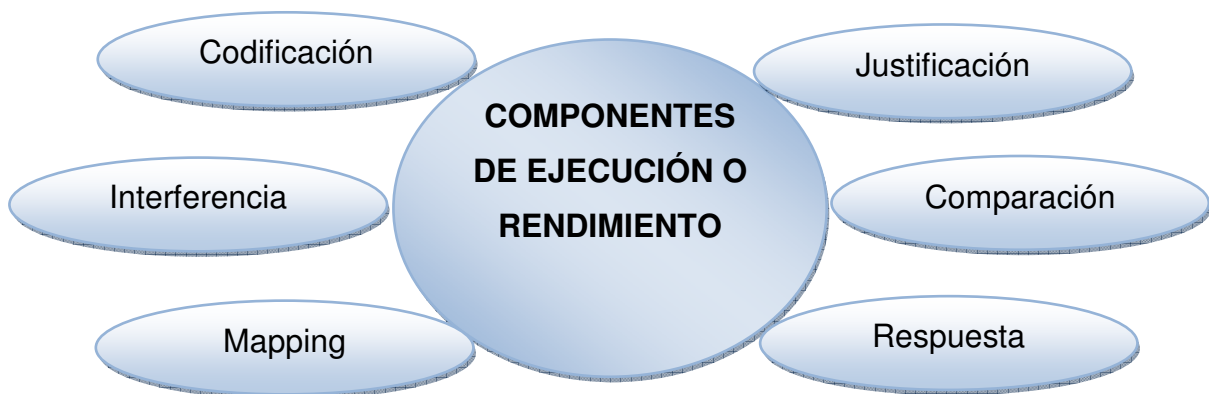 Codificación
Justificación
COMPONENTES
DE EJECUCIÓN O
RENDIMIENTO
Interferencia
Comparación
Mapping
Respuesta